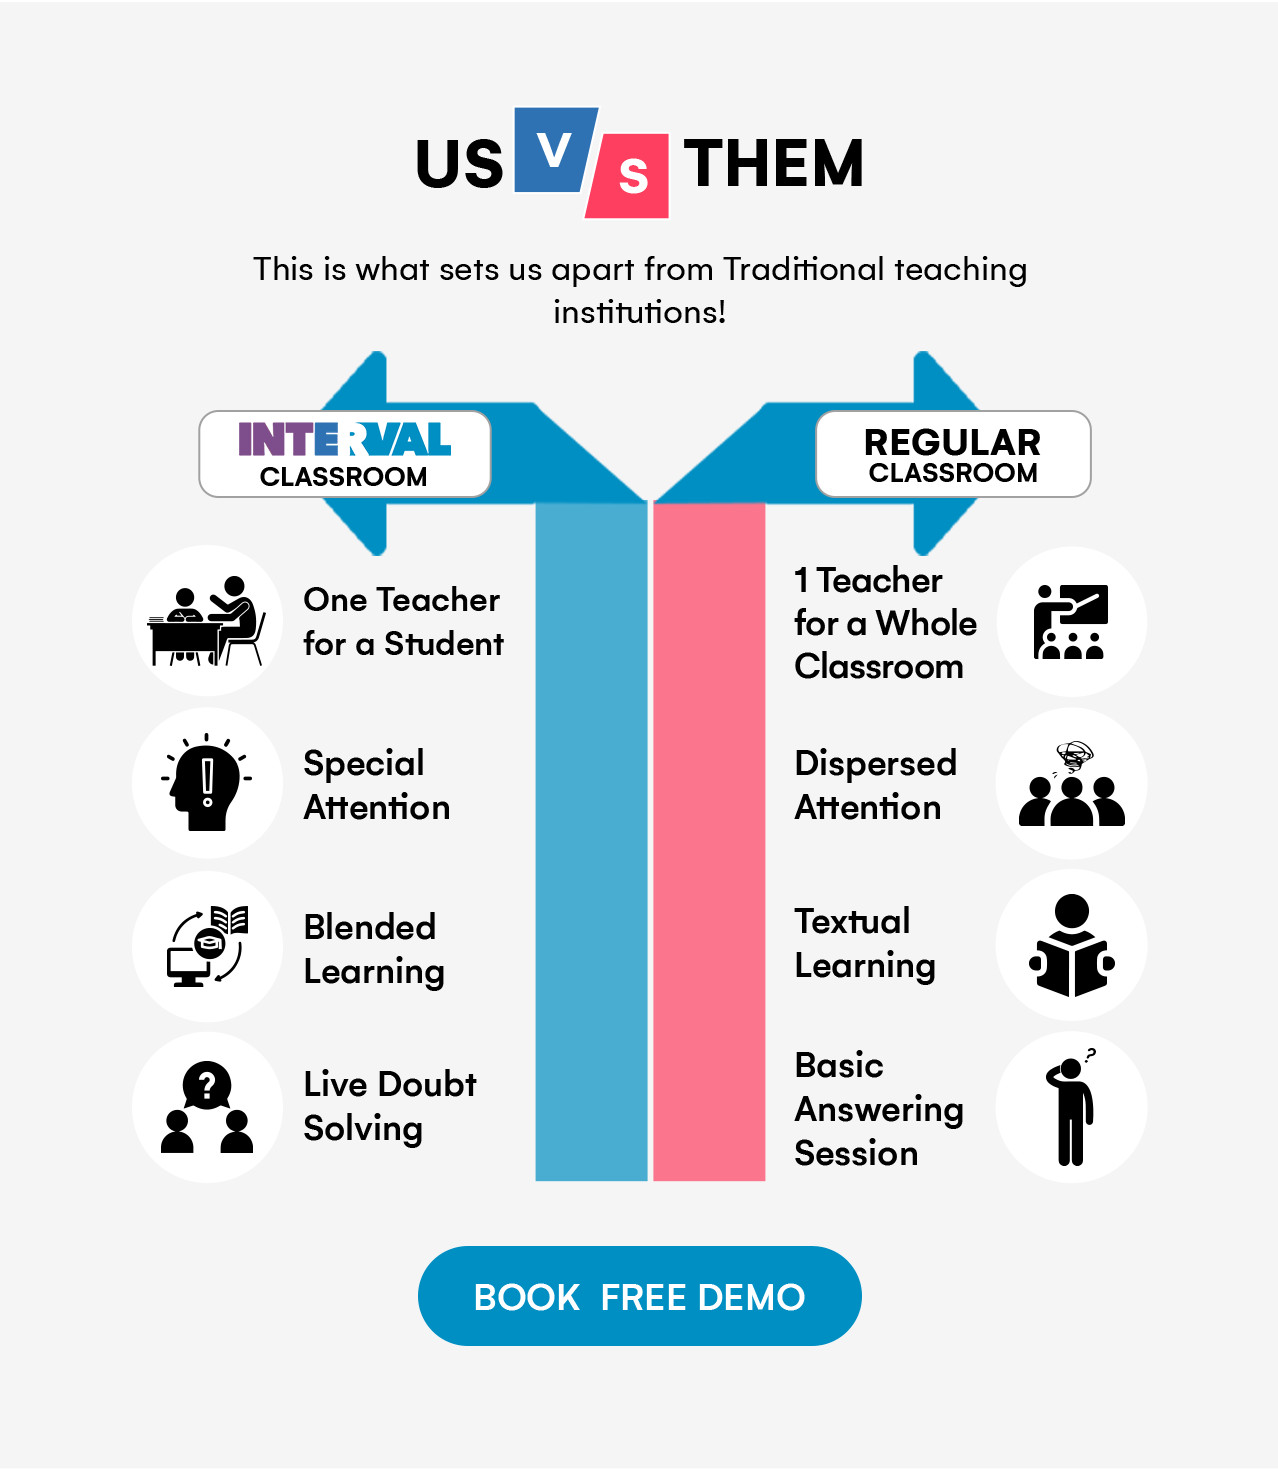 US VS THEM
This is what sets us apart from Traditional teaching
institutions!
INTERVAL
CLASSROOM
REGULAR
CLASSROOM
One Teacher
for a Student
1 Teacher
for a Whole
Classroom
Special
Attention
Dispersed
Attention
Blended
Learning
Textual
Learning
Live Doubt
Solving
Basic
Answering
Session
BOOK FREE DEMO